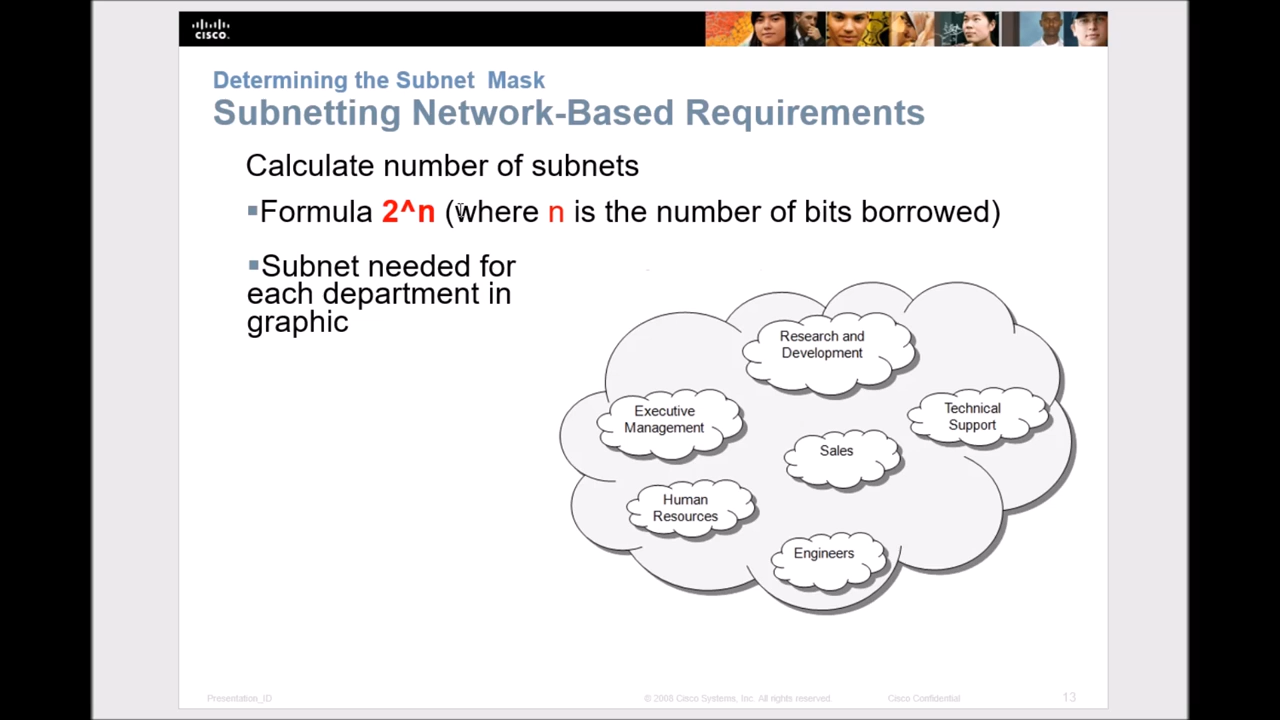 CISCO
Determining the Subnet Mask
Subnetting Network-Based Requirements
Calculate number of subnets
▪Formula 2^n (where n is the number of bits borrowed)
▪Subnet needed for
each department in
graphic
Research and
Development
Executive
Management
Technical
Support
Sales
Human
Resources
Engineers
Presentation_ID
© 2008 Cisco Systems, Inc. All rights reserved.
Cisco Confidential
13